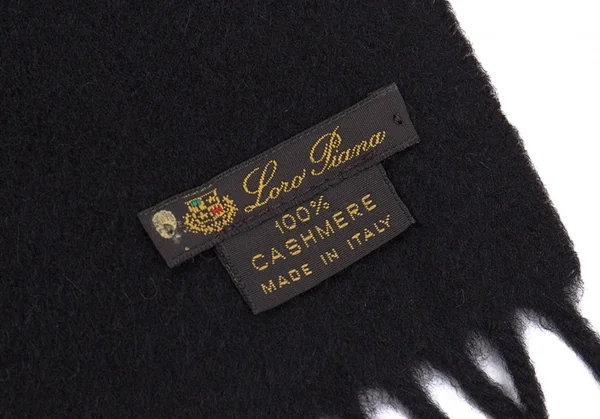 Loro Piana
100%
CASHMERE
MADE IN ITALY